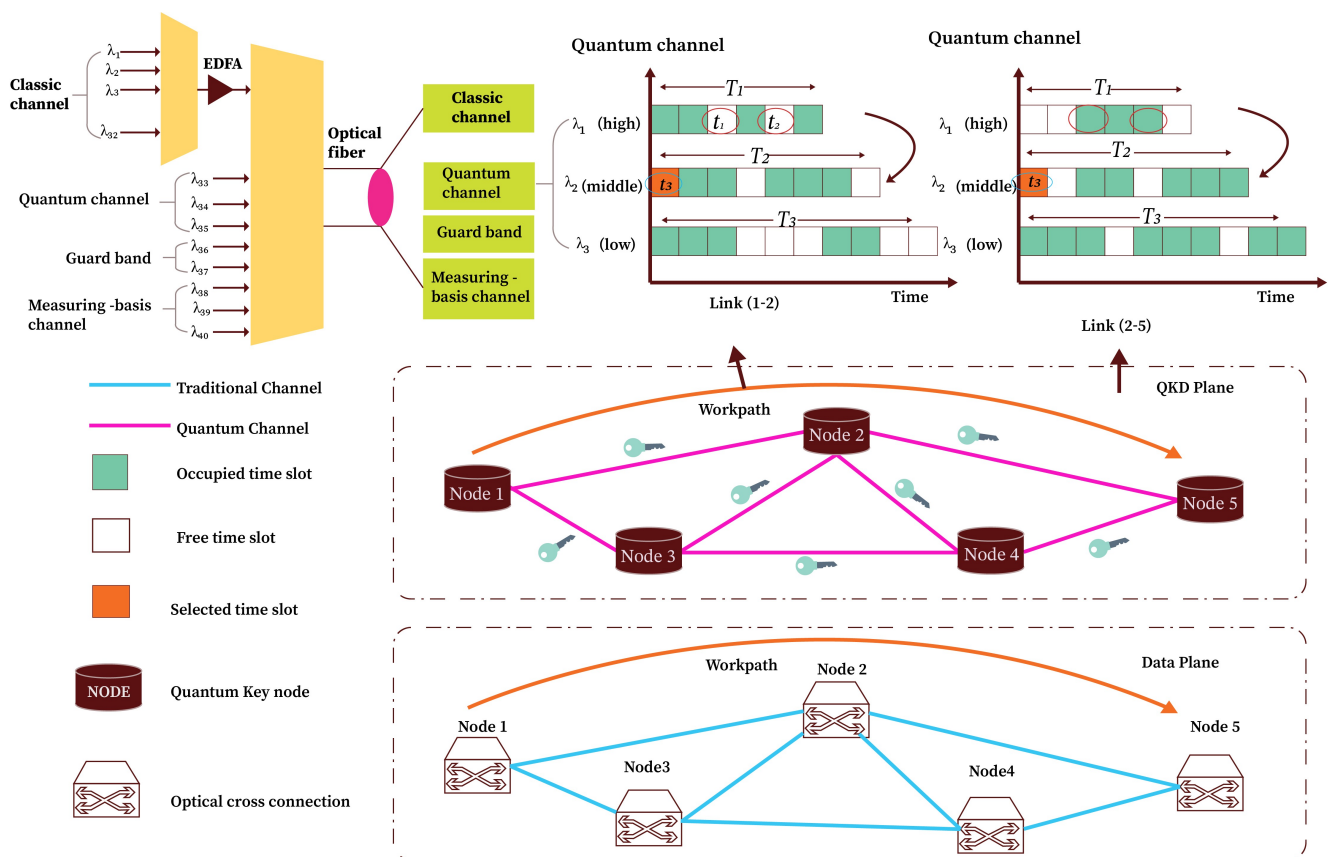 Classic
channel
λ1
λ2
λ3
λ32
EDFA
Quantum channel
λ33
λ34
λ35
Guard band
λ36
λ37
Measuring -basis
channel
λ38
λ39
λ40
Optical
fiber
Classic
channel
Quantum
channel
Guard band
Measuring -
basis channel
Quantum channel
T1
λ1 (high)
t1
t2
T2
λ2 (middle)
t3
T3
λ3 (low)
Time
Link (1-2)
Quantum channel
T1
λ1 (high)
T2
λ2 (middle)
t3
T3
λ3 (low)
Time
Link (2-5)
Traditional Channel
Quantum Channel
Occupied time slot
Free time slot
Selected time slot
NODE
Quantum Key node
Optical cross connection
QKD Plane
Workpath
Node 1
Node 2
Node 3
Node 4
Node 5
Data Plane
Workpath
Node 1
Node 2
Node3
Node4
Node 5